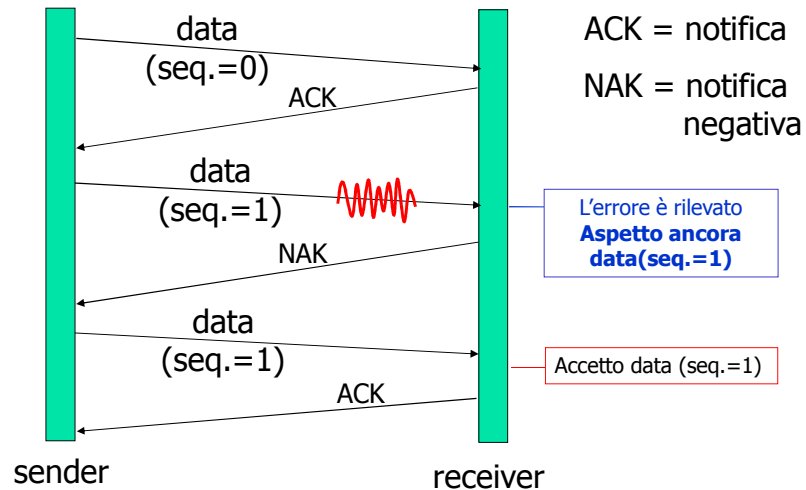 data
(seq.=0)
ACK
data
(seq.=1)
NAK
data
(seq.=1)
ACK
sender
receiver
ACK = notifica
NAK = notifica
negativa
L'errore è rilevato
Aspetto ancora
data(seq.=1)
Accetto data (seq.=1)